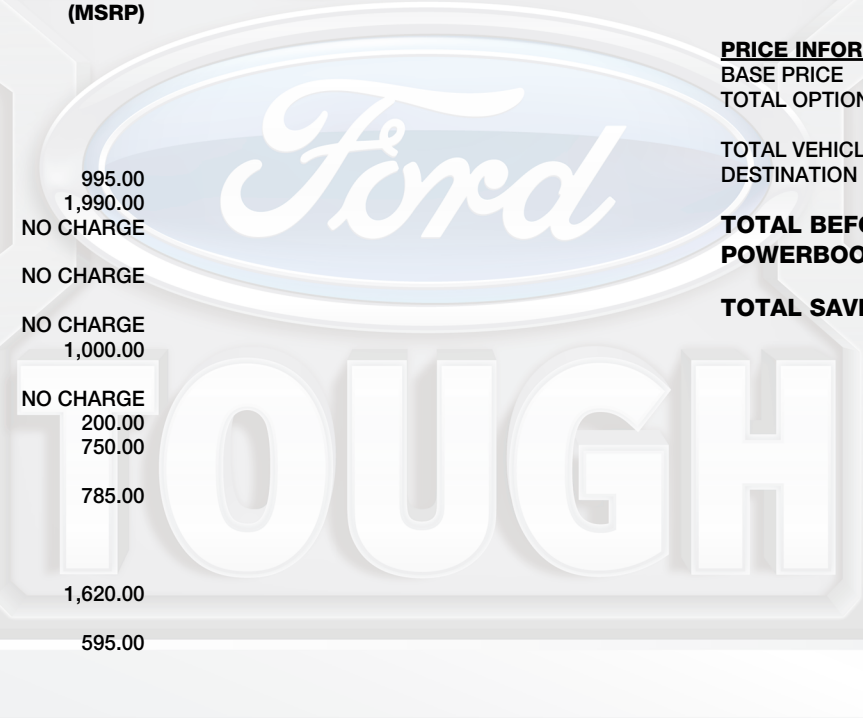 (MSRP)
995.00
1,990.00
NO CHARGE
NO CHARGE
NO CHARGE
1,000.00
NO CHARGE
200.00
750.00
785.00
1,620.00
595.00
PRICE INFOR
BASE PRICE
TOTAL OPTION
TOTAL VEHICL
DESTINATION
TOTAL BEFO
POWERBOO
TOTAL SAVI
Ford
TOUGH